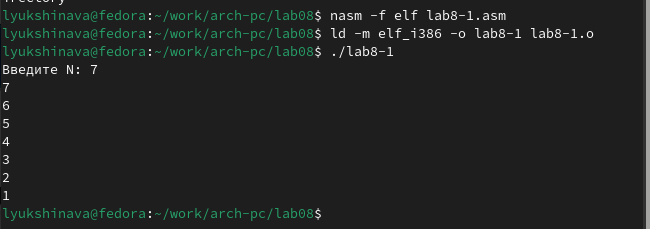 lyukshinava@fedora:~/work/arch-pc/lab08$ nasm -f elf lab8-1.asm
lyukshinava@fedora:~/work/arch-pc/lab08$ ld -m elf_i386 -o lab8-1 lab8-1.o
lyukshinava@fedora:~/work/arch-pc/lab08$ ./lab8-1
Введите N: 7
7
6
5
4
3
2
1
lyukshinava@fedora:~/work/arch-pc/lab08$